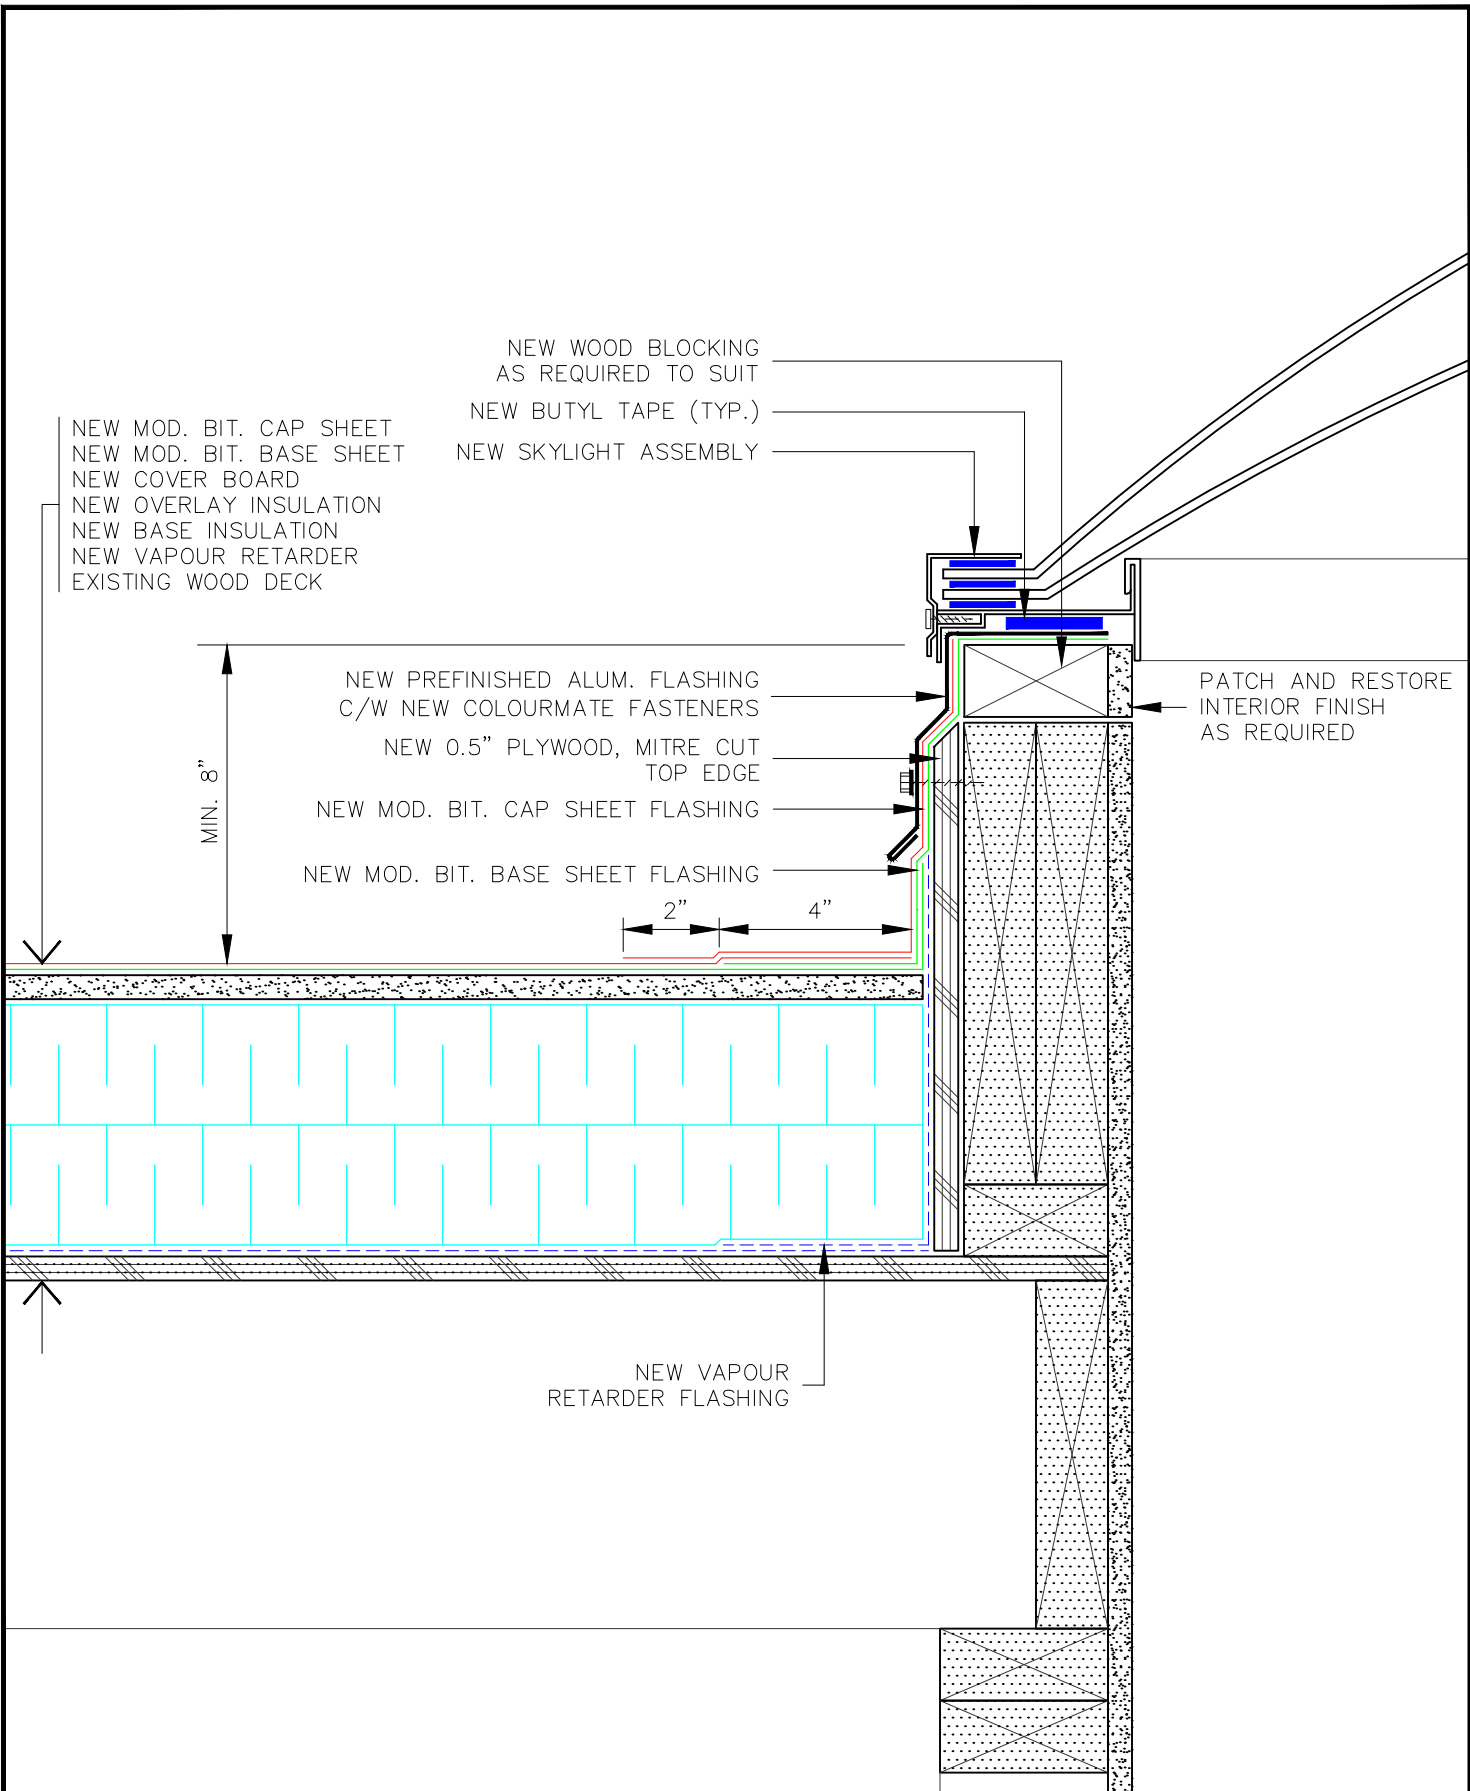 NEW WOOD BLOCKING
AS REQUIRED TO SUIT
NEW BUTYL TAPE (TYP.)
NEW SKYLIGHT ASSEMBLY
NEW MOD. BIT. CAP SHEET
NEW MOD. BIT. BASE SHEET
NEW COVER BOARD
NEW OVERLAY INSULATION
NEW BASE INSULATION
NEW VAPOUR RETARDER
EXISTING WOOD DECK
NEW PREFINISHED ALUM. FLASHING
C/W NEW COLOURMATE FASTENERS
NEW 0.5” PLYWOOD, MITRE CUT
TOP EDGE
NEW MOD. BIT. CAP SHEET FLASHING
NEW MOD. BIT. BASE SHEET FLASHING
MIN. 8”
2”
4”
PATCH AND RESTORE
INTERIOR FINISH
AS REQUIRED
NEW VAPOUR
RETARDER FLASHING